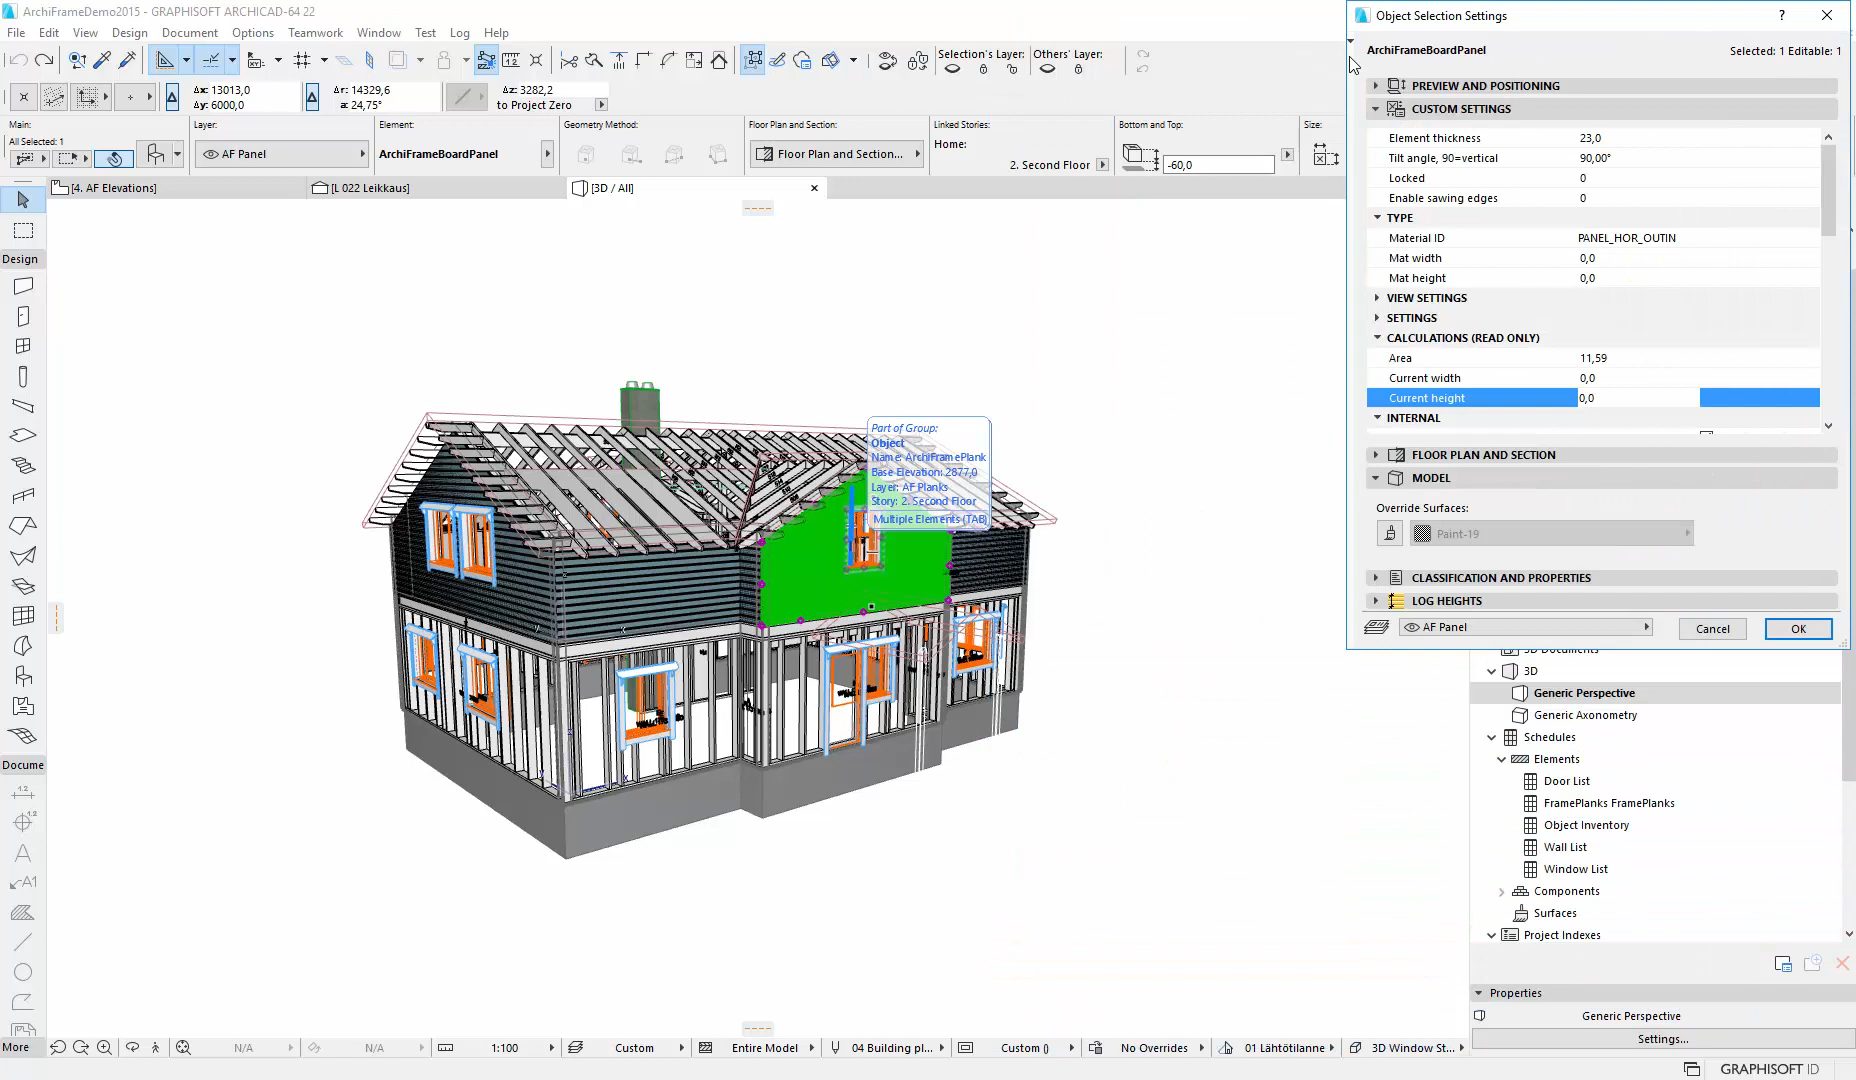 ArchiFrameDemo2015 - GRAPHISOFT ARCHICAD-64 22
File Edit View Design Document Options Teamwork Window Test Log Help
Selection's Layer: Others' Layer:
Δx: 13013,0
Δy: 6000,0
Δr: 14329,6
a: 24,75°
Δz: 3282,2
to Project Zero
Main:
All Selected: 1
Layer:
AF Panel
Element:
ArchiFrameBoardPanel
Geometry Method:
Floor Plan and Section:
Floor Plan and Section...
Linked Stories:
Home:
2. Second Floor
Bottom and Top:
-60,0
Size:
[4. AF Elevations]
[L 022 Leikkaus]
[3D / All]
Design
Docume
More
Part of Group:
Object
Name: ArchiFramePlank
Base Elevation: 2877,0
Layer: AF Planks
Story: 2. Second Floor
Multiple Elements (TAB)
Object Selection Settings
ArchiFrameBoardPanel
Selected: 1 Editable: 1
PREVIEW AND POSITIONING
CUSTOM SETTINGS
Element thickness 23,0
Tilt angle, 90=vertical 90,00°
Locked 0
Enable sawing edges 0
TYPE
Material ID PANEL_HOR_OUTIN
Mat width 0,0
Mat height 0,0
VIEW SETTINGS
SETTINGS
CALCULATIONS (READ ONLY)
Area 11,59
Current width 0,0
Current height 0,0
INTERNAL
FLOOR PLAN AND SECTION
MODEL
Override Surfaces:
Paint-19
CLASSIFICATION AND PROPERTIES
LOG HEIGHTS
AF Panel
Cancel
OK
3D Documents
3D
Generic Perspective
Generic Axonometry
Schedules
Elements
Door List
FramePlanks FramePlanks
Object Inventory
Wall List
Window List
Components
Surfaces
Project Indexes
Properties
Generic Perspective
Settings...
N/A
N/A
1:100
Custom
Entire Model
04 Building pl...
Custom ()
No Overrides
01 Lähtötilanne
3D Window St...
GRAPHISOFT ID